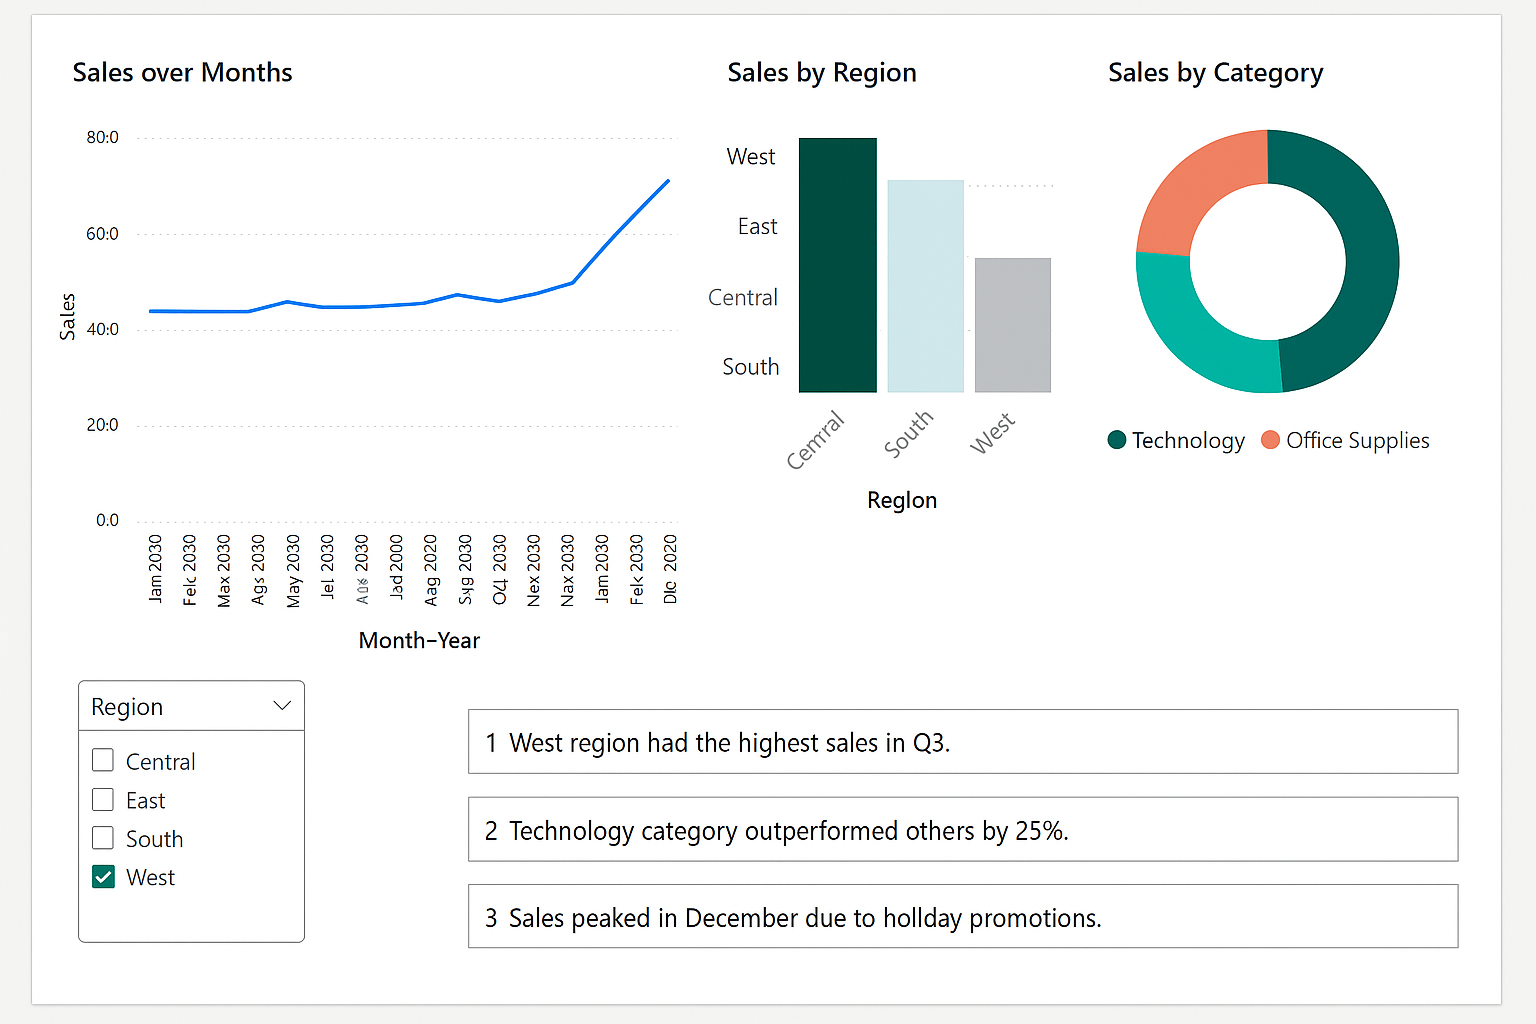 Sales over Months
80:0
60:0
40:0
20:0
0.0
Sales
Jam 2030
Felc 2030
Max 2030
Ags 2030
May 2030
Jel 2030
2030
Jad 2000
Aag 2020
Syg 2030
2030
Nex 2030
Nax 2030
Jam 2030
Felk 2030
Dlc 2020
Month-Year
Sales by Region
West
East
Central
South
Cemral
South
West
Reglon
Sales by Category
Technology
Office Supplies
Region
Central
East
South
West
1 West region had the highest sales in Q3.
2 Technology category outperformed others by 25%.
3 Sales peaked in December due to hollday promotions.